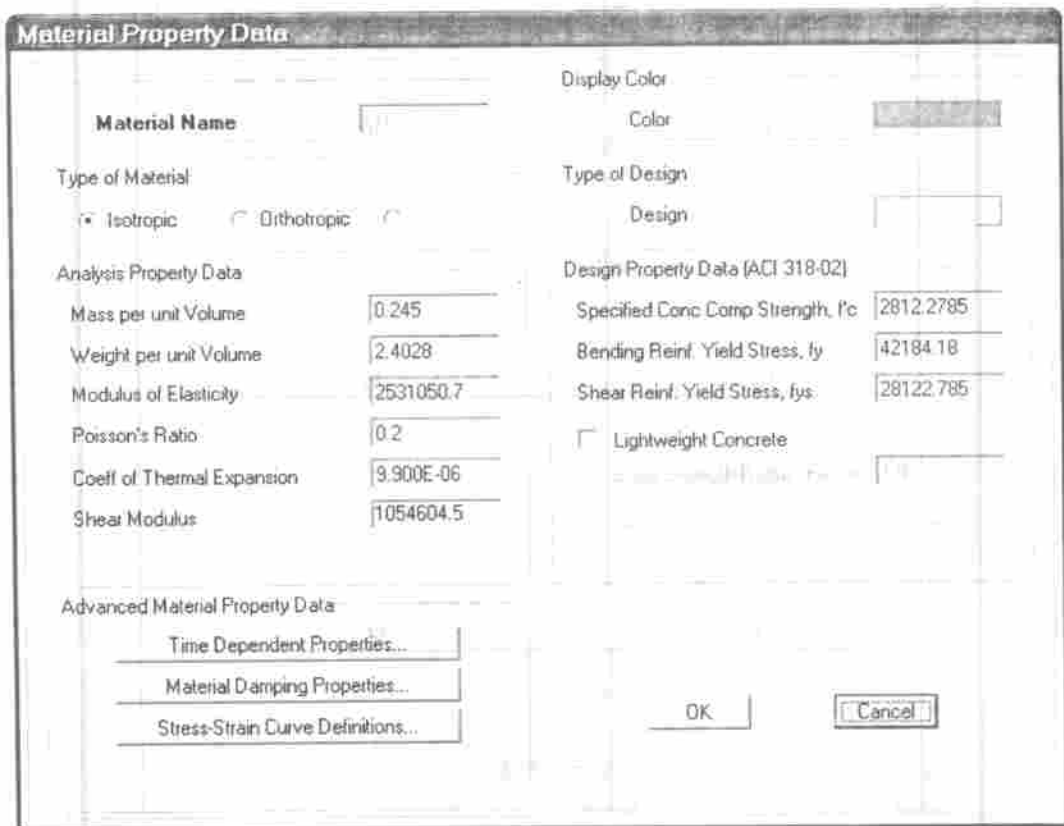 Material Property Data
Display Color
Material Name
Color
Type of Material
Type of Design
Isotropic Orthotropic
Design
Analysis Property Data
Design Property Data (ACI 318-02)
Mass per unit Volume 0.245
Specified Conc Comp Strength, f'c 2812.2785
Weight per unit Volume 2.4028
Bending Reinf. Yield Stress, fy 42184.18
Modulus of Elasticity 2531050.7
Shear Reinf. Yield Stress, fys 28122.785
Poisson's Ratio 0.2
Lightweight Concrete
Coeff of Thermal Expansion 9.900E-06
Shear Modulus 1054604.5
Advanced Material Property Data
Time Dependent Properties...
Material Damping Properties...
OK Cancel
Stress-Strain Curve Definitions...